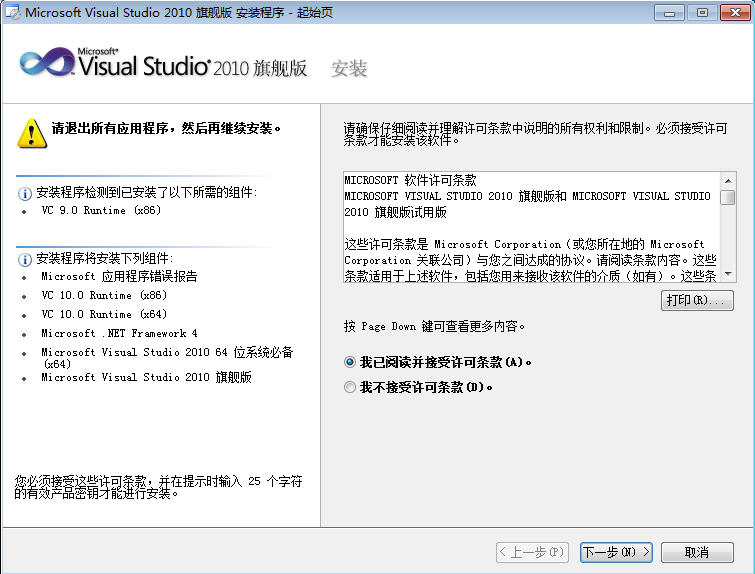 Microsoft Visual Studio 2010 旗舰版 安装程序 - 起始页
Microsoft®
Visual Studio® 2010 旗舰版 安装
请退出所有应用程序，然后再继续安装。
安装程序检测到已安装了以下所需的组件:
VC 9.0 Runtime (x86)
安装程序将安装下列组件:
Microsoft 应用程序错误报告
VC 10.0 Runtime (x86)
VC 10.0 Runtime (x64)
Microsoft .NET Framework 4
Microsoft Visual Studio 2010 64 位系统必备
(x64)
Microsoft Visual Studio 2010 旗舰版
您必须接受这些许可条款，并在提示时输入 25 个字符
的有效产品密钥才能进行安装。
请确保仔细阅读并理解许可条款中说明的所有权利和限制。必须接受许可
条款才能安装该软件。
MICROSOFT 软件许可条款
MICROSOFT VISUAL STUDIO 2010 旗舰版和 MICROSOFT VISUAL STUDIO
2010 旗舰版试用版
这些许可条款是 Microsoft Corporation（或您所在地的 Microsoft
Corporation 关联公司）与您之间达成的协议。请阅读条款内容。这些
条款适用于上述软件，包括您用来接收该软件的介质（如有）。这些条
打印(R)...
按 Page Down 键可查看更多内容。
我已阅读并接受许可条款(A)。
我不接受许可条款(D)。
< 上一步(P)
下一步(N) >
取消